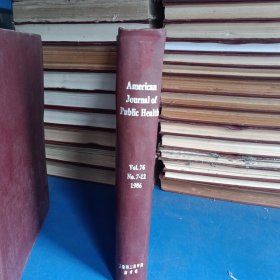 American
Journal of
Public Health
Vol. 76
No. 7-12
1986